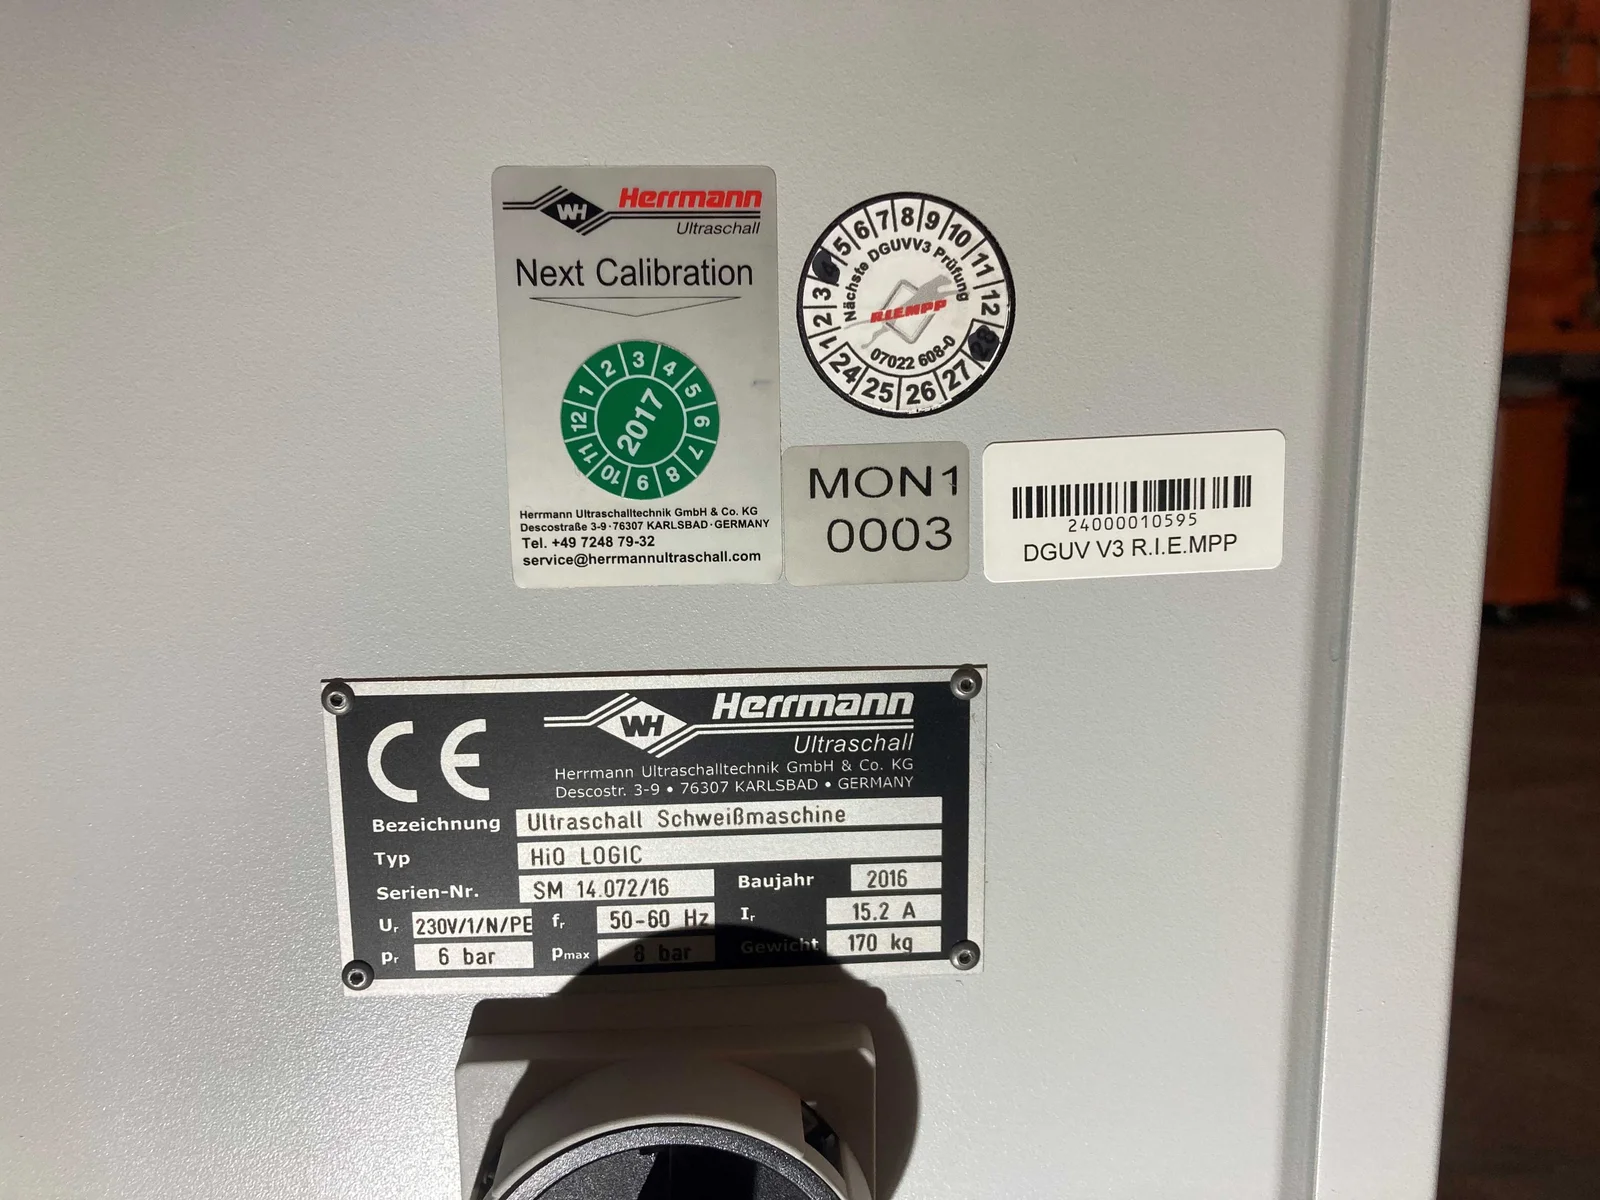 WH Herrmann
Ultraschall
Next Calibration
1 2 3 4 5 6 7 8 9 10 11 12
2017
Herrmann Ultraschalltechnik GmbH & Co. KG
Descostraße 3-9 · 76307 KARLSBAD · GERMANY
Tel. +49 7248 79-32
service@herrmannultraschall.com
1 2 3 4 5 6 7 8 9 10 11 12
Nächste DGUVV3 Prüfung
RIEMPP
07022 608-0
24 25 26 27 28
MON1
0003
24000010595
DGUV V3 R.I.E.MPP
CE
WH Herrmann
Ultraschall
Herrmann Ultraschalltechnik GmbH & Co. KG
Descostr. 3-9 • 76307 KARLSBAD • GERMANY
Bezeichnung Ultraschall Schweißmaschine
Typ HiQ LOGIC
Serien-Nr. SM 14.072/16 Baujahr 2016
Ur 230V/1/N/PE fr 50-60 Hz Ir 15.2 A
pr 6 bar pmax 8 bar Gewicht 170 kg